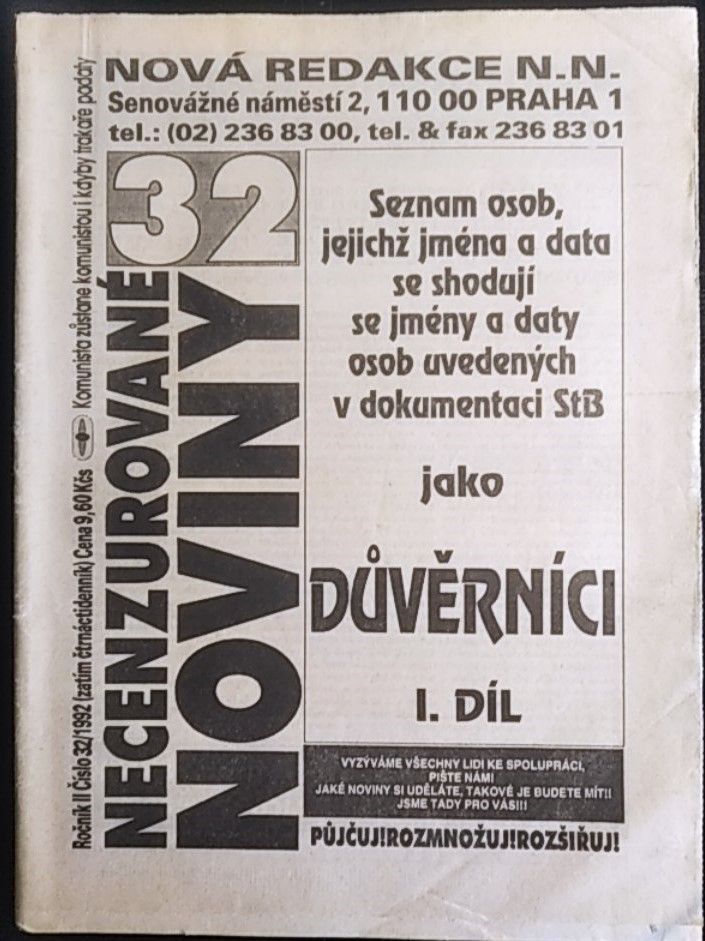 NOVÁ REDAKCE N.N.
Senovážné náměstí 2, 110 00 PRAHA 1
tel.: (02) 236 83 00, tel. & fax 236 83 01
Ročník II Číslo 32/1992 (zatím čtrnáctidenník) Cena 9,60 Kčs Komunista zůstane komunistou i kdyby trakaře padaly
NECENZUROVANÉ
NOVINY
32
Seznam osob,
jejichž jména a data
se shodují
se jmény a daty
osob uvedených
v dokumentaci StB
jako
DŮVĚRNÍCI
I. DÍL
VYZÝVÁME VŠECHNY LIDI KE SPOLUPRÁCI,
PIŠTE NÁM!
JAKÉ NOVINY SI UDĚLÁTE, TAKOVÉ JE BUDETE MÍT!!
JSME TADY PRO VÁS!!!
PŮJČUJ!ROZMNOŽUJ!ROZŠIŘUJ!